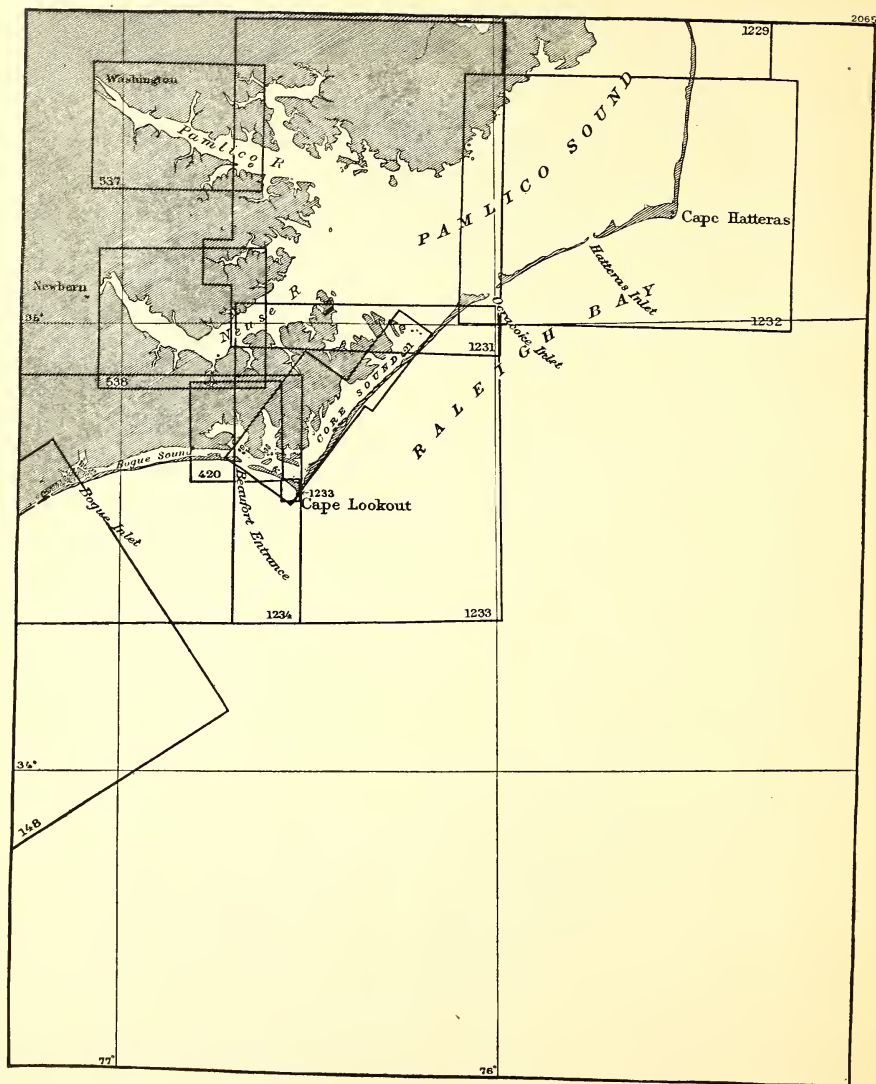 2065
1229
Washington
Pamlico R
537
PAMLICO SOUND
Cape Hatteras
Hatteras Inlet
Newbern
Neuse R
35°
Ocracoke Inlet
1232
1231
RALEIGH BAY
538
CORE SOUND
421
Bogue Sound
420
1233
Cape Lookout
Bogue Inlet
Beaufort Entrance
1234
1233
34°
148
77°
76°